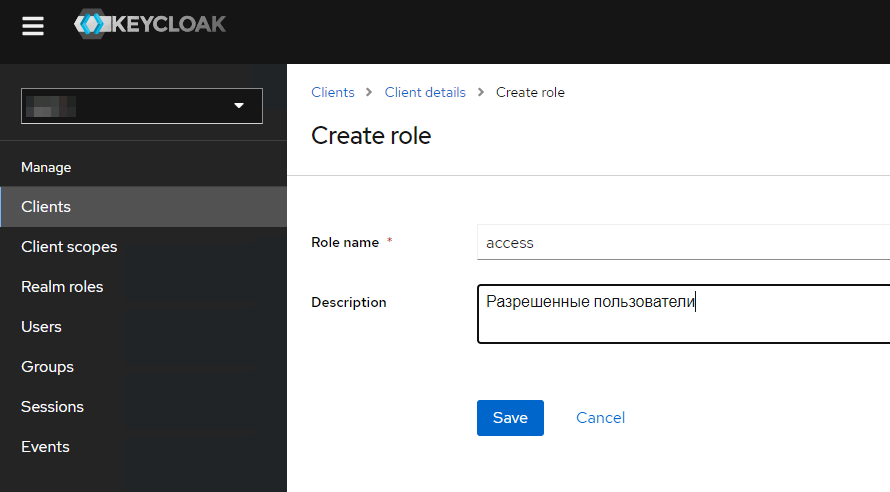 KEYCLOAK
Clients > Client details > Create role
Create role
Manage
Clients
Client scopes
Realm roles
Users
Groups
Sessions
Events
Role name *
access
Description
Разрешенные пользователи
Save
Cancel